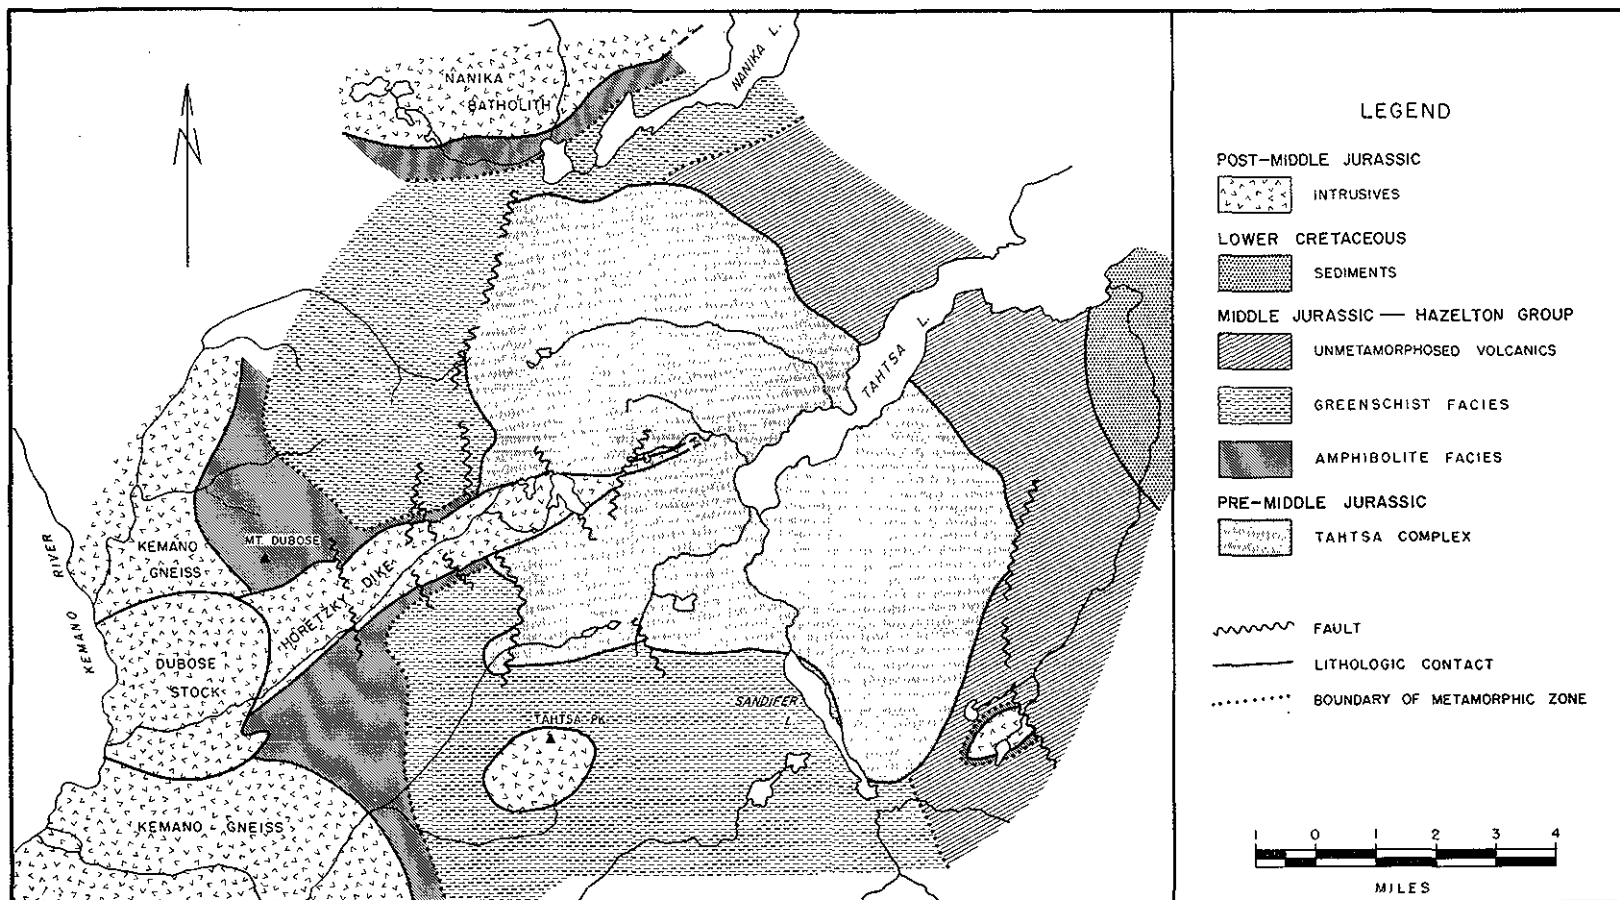 NANIKA
BATHOLITH
NANIKA L.
TAHTSA L.
KEMANO RIVER
MT. DUBOSE
KEMANO
GNEISS
HORETZKY DIKE
DUBOSE
STOCK
SANDIFER
L.
TAHTSA PK.
KEMANO GNEISS
LEGEND
POST-MIDDLE JURASSIC
INTRUSIVES
LOWER CRETACEOUS
SEDIMENTS
MIDDLE JURASSIC — HAZELTON GROUP
UNMETAMORPHOSED VOLCANICS
GREENSCHIST FACIES
AMPHIBOLITE FACIES
PRE-MIDDLE JURASSIC
TAHTSA COMPLEX
FAULT
LITHOLOGIC CONTACT
BOUNDARY OF METAMORPHIC ZONE
1 0 1 2 3 4
MILES